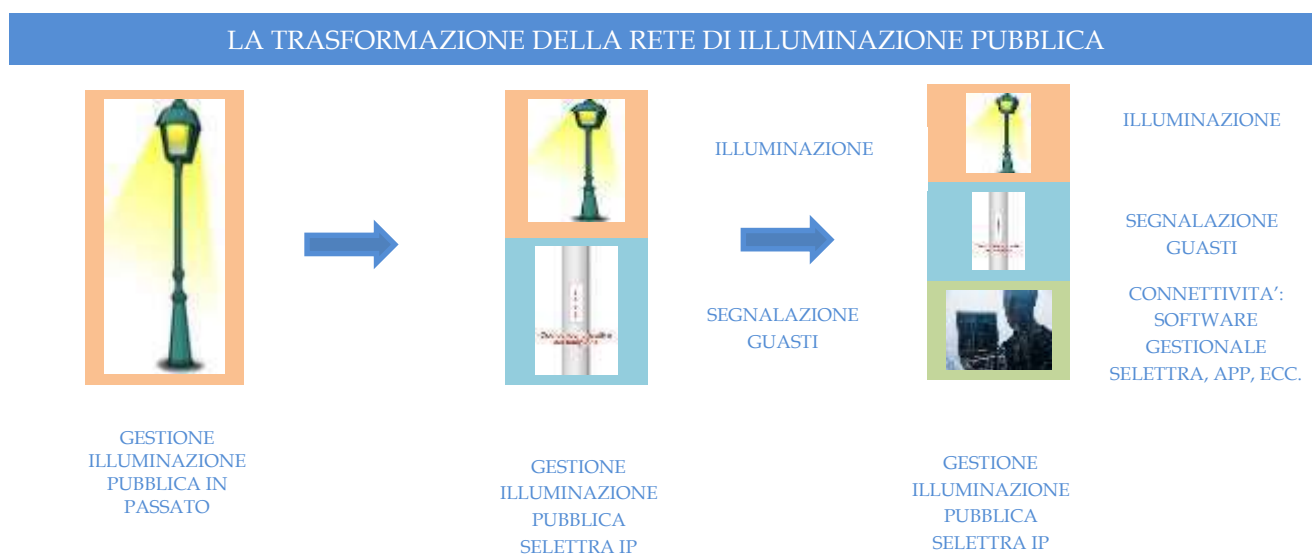 LA TRASFORMAZIONE DELLA RETE DI ILLUMINAZIONE PUBBLICA
GESTIONE
ILLUMINAZIONE
PUBBLICA IN
PASSATO
ILLUMINAZIONE
SEGNALAZIONE
GUASTI
GESTIONE
ILLUMINAZIONE
PUBBLICA
SELETTRA IP
ILLUMINAZIONE
SEGNALAZIONE
GUASTI
CONNETTIVITA’:
SOFTWARE
GESTIONALE
SELETTRA, APP, ECC.
GESTIONE
ILLUMINAZIONE
PUBBLICA
SELETTRA IP